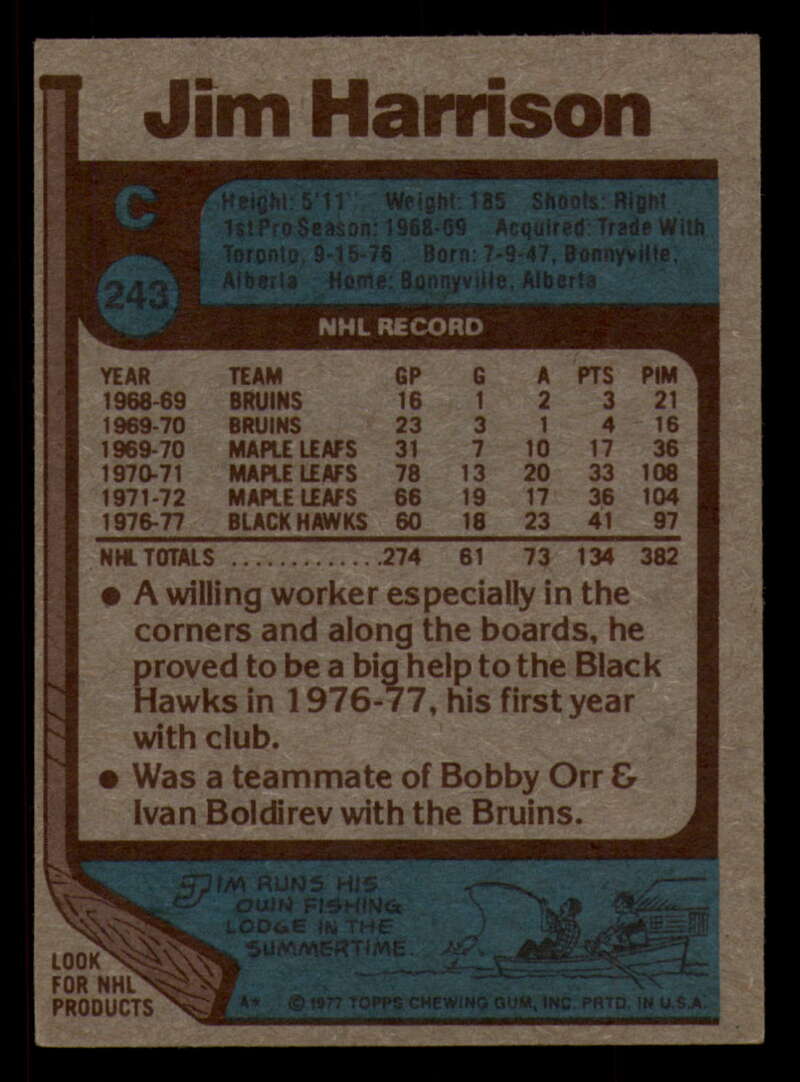 Jim Harrison
C
Height: 5'11" Weight: 185 Shoots: Right
1st Pro Season: 1968-69 Acquired: Trade With
Toronto, 9-15-76 Born: 7-9-47, Bonnyville,
Alberta Home: Bonnyville, Alberta
243
NHL RECORD
YEAR TEAM GP G A PTS PIM
1968-69 BRUINS 16 1 2 3 21
1969-70 BRUINS 23 3 1 4 16
1969-70 MAPLE LEAFS 31 7 10 17 36
1970-71 MAPLE LEAFS 78 13 20 33 108
1971-72 MAPLE LEAFS 66 19 17 36 104
1976-77 BLACK HAWKS 60 18 23 41 97
NHL TOTALS ..............274 61 73 134 382
• A willing worker especially in the
corners and along the boards, he
proved to be a big help to the Black
Hawks in 1976-77, his first year
with club.
• Was a teammate of Bobby Orr &
Ivan Boldirev with the Bruins.
JIM RUNS HIS
OWN FISHING
LODGE IN THE
SUMMERTIME.
LOOK
FOR NHL
PRODUCTS
A* © 1977 TOPPS CHEWING GUM, INC. PRTD. IN U.S.A.